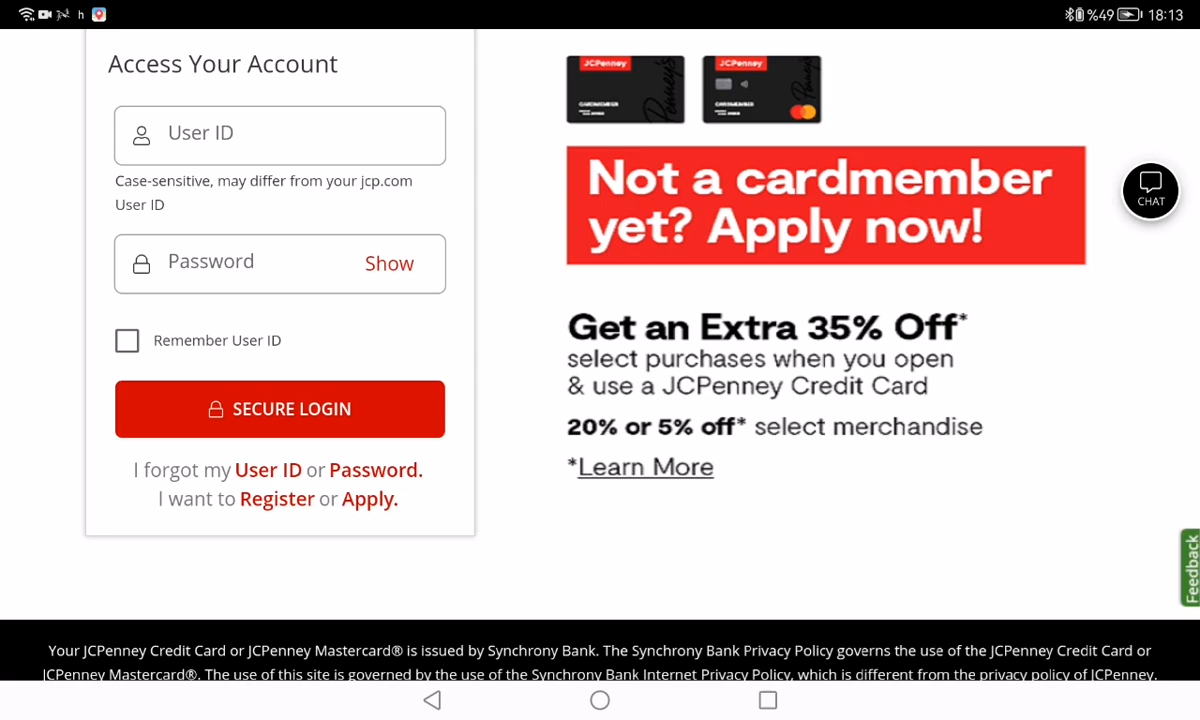 h
%49
18:13
Access Your Account
User ID
Case-sensitive, may differ from your jcp.com
User ID
Password
Show
Remember User ID
SECURE LOGIN
I forgot my User ID or Password.
I want to Register or Apply.
JCPenney
Penney's
CARDMEMBER
JCPenney
Penney's
CARDMEMBER
Not a cardmember
yet? Apply now!
CHAT
Get an Extra 35% Off*
select purchases when you open
& use a JCPenney Credit Card
20% or 5% off* select merchandise
*Learn More
Feedback
Your JCPenney Credit Card or JCPenney Mastercard® is issued by Synchrony Bank. The Synchrony Bank Privacy Policy governs the use of the JCPenney Credit Card or
JCPenney Mastercard®. The use of this site is governed by the use of the Synchrony Bank Internet Privacy Policy, which is different from the privacy policy of JCPenney.